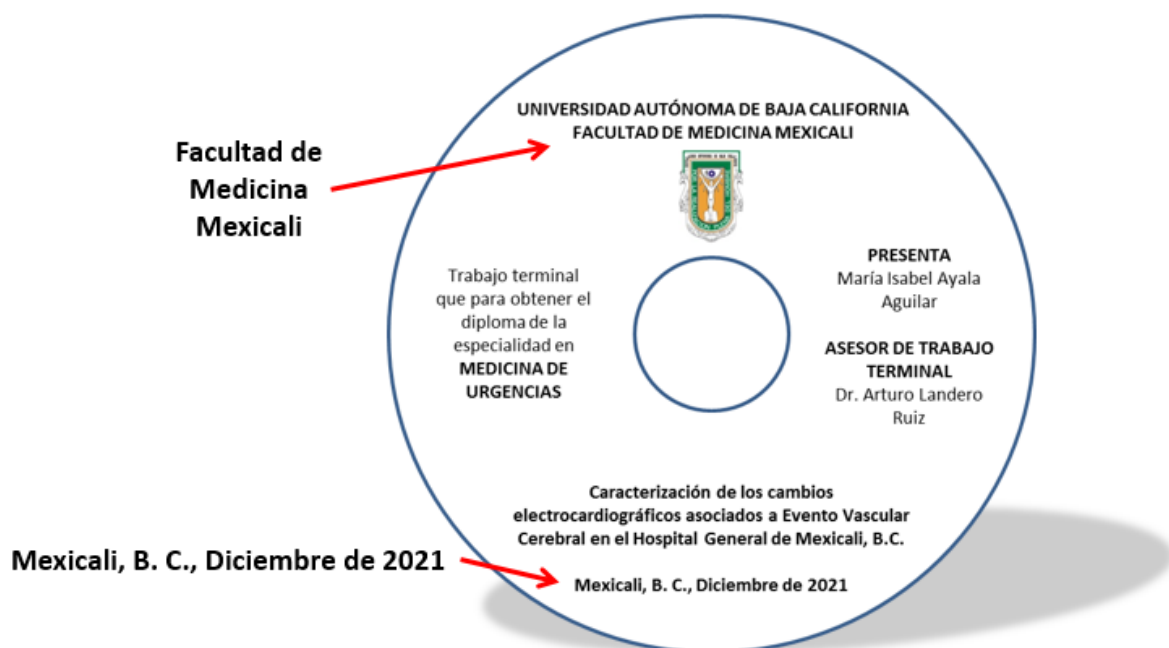 UNIVERSIDAD AUTÓNOMA DE BAJA CALIFORNIA
FACULTAD DE MEDICINA MEXICALI
Facultad de
Medicina
Mexicali
Trabajo terminal
que para obtener el
diploma de la
especialidad en
MEDICINA DE
URGENCIAS
PRESENTA
María Isabel Ayala
Aguilar
ASESOR DE TRABAJO
TERMINAL
Dr. Arturo Landero
Ruiz
Caracterización de los cambios
electrocardiográficos asociados a Evento Vascular
Cerebral en el Hospital General de Mexicali, B.C.
Mexicali, B. C., Diciembre de 2021
Mexicali, B. C., Diciembre de 2021